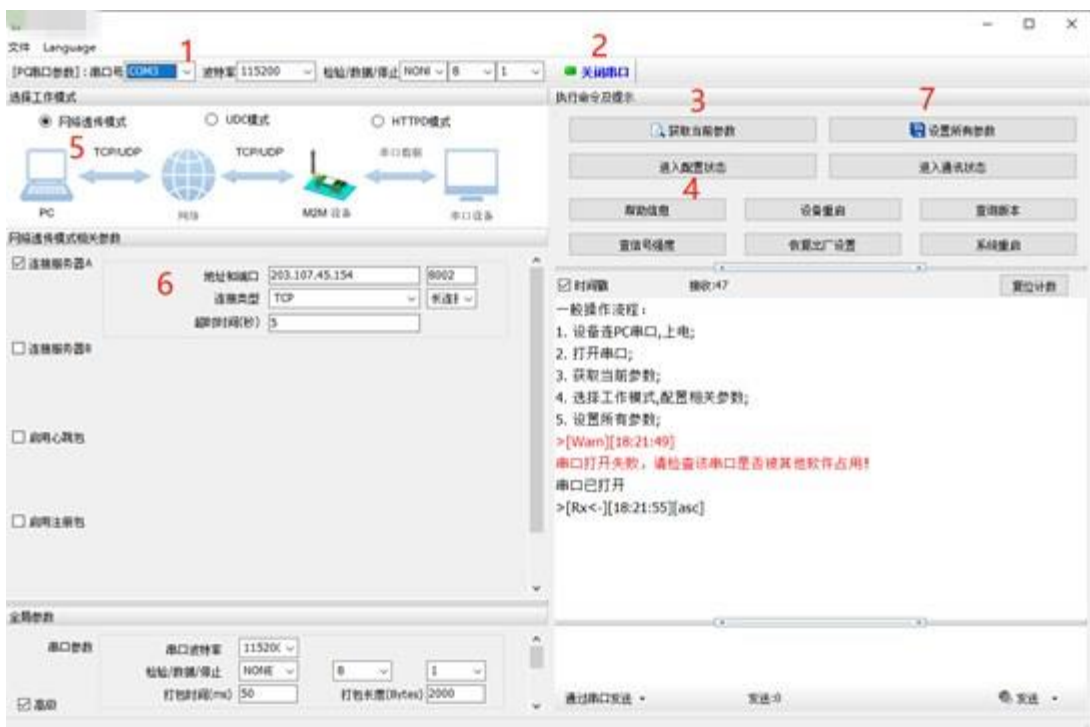 文件 Language
1
2
[PC串口参数]：串口号 COM3 波特率 115200 检验/数据/停止 NONI 8 1 关闭串口
选择工作模式
执行命令及提示
网络透传模式 UDC模式 HTTPD模式
3
7
获取当前参数 设置所有参数
5
TCP/UDP TCP/UDP 串口数据
进入配置状态 进入通讯状态
4
PC 网络 M2M 设备 串口设备
帮助信息 设备重启 查询版本
查信号强度 恢复出厂设置 系统重启
网络透传模式相关参数
连接服务器A
6
地址和端口 203.107.45.154 8002
连接类型 TCP 长连接
超时时间(秒) 5
连接服务器B
启用心跳包
启用注册包
时间戳 接收:47 复位计数
一般操作流程：
1. 设备连PC串口,上电;
2. 打开串口;
3. 获取当前参数;
4. 选择工作模式,配置相关参数;
5. 设置所有参数;
>[Warn][18:21:49]
串口打开失败，请检查该串口是否被其他软件占用!
串口已打开
>[Rx<-][18:21:55][asc]
全局参数
串口参数 串口波特率 11520(
检验/数据/停止 NONE 8 1
打包时间(ms) 50 打包长度(Bytes) 2000
高级
通过串口发送 发送:0 发送